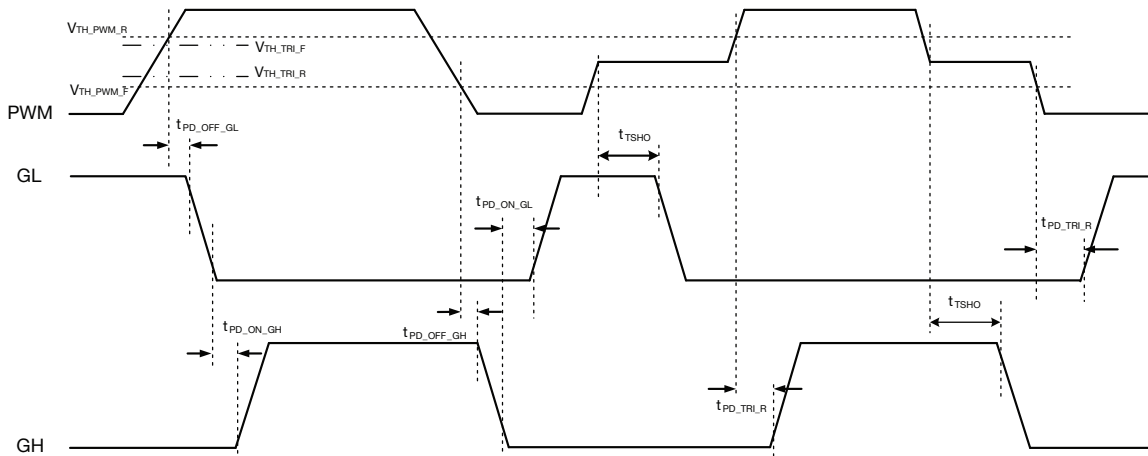 VTH_PWM_R
VTH_TRI_F
VTH_TRI_R
VTH_PWM_F
PWM
tPD_OFF_GL
tTSHO
GL
tPD_ON_GL
tPD_TRI_R
tTSHO
tPD_ON_GH
tPD_OFF_GH
tPD_TRI_R
GH